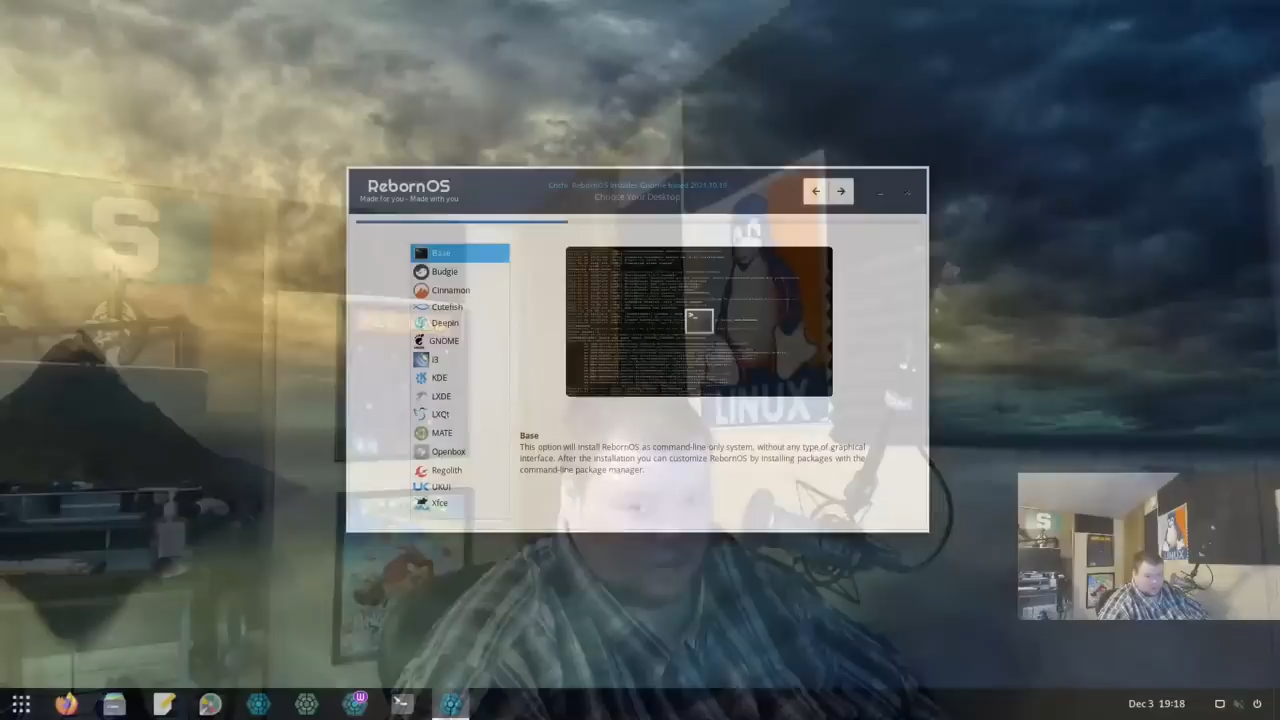 RebornOS
Made for you - Made with you
Cnchi RebornOS Installer Gnome based 2021.10.19
Choose Your Desktop
Base
Budgie
Cinnamon
Cutefish
Deepin
GNOME
i3
KDE
LXDE
LXQt
MATE
Openbox
Regolith
UKUI
Xfce
Base
This option will install RebornOS as command-line only system, without any type of graphical
interface. After the installation you can customize RebornOS by installing packages with the
command-line package manager.
LINUX
S
S
LINUX
W
Dec 3 19:18